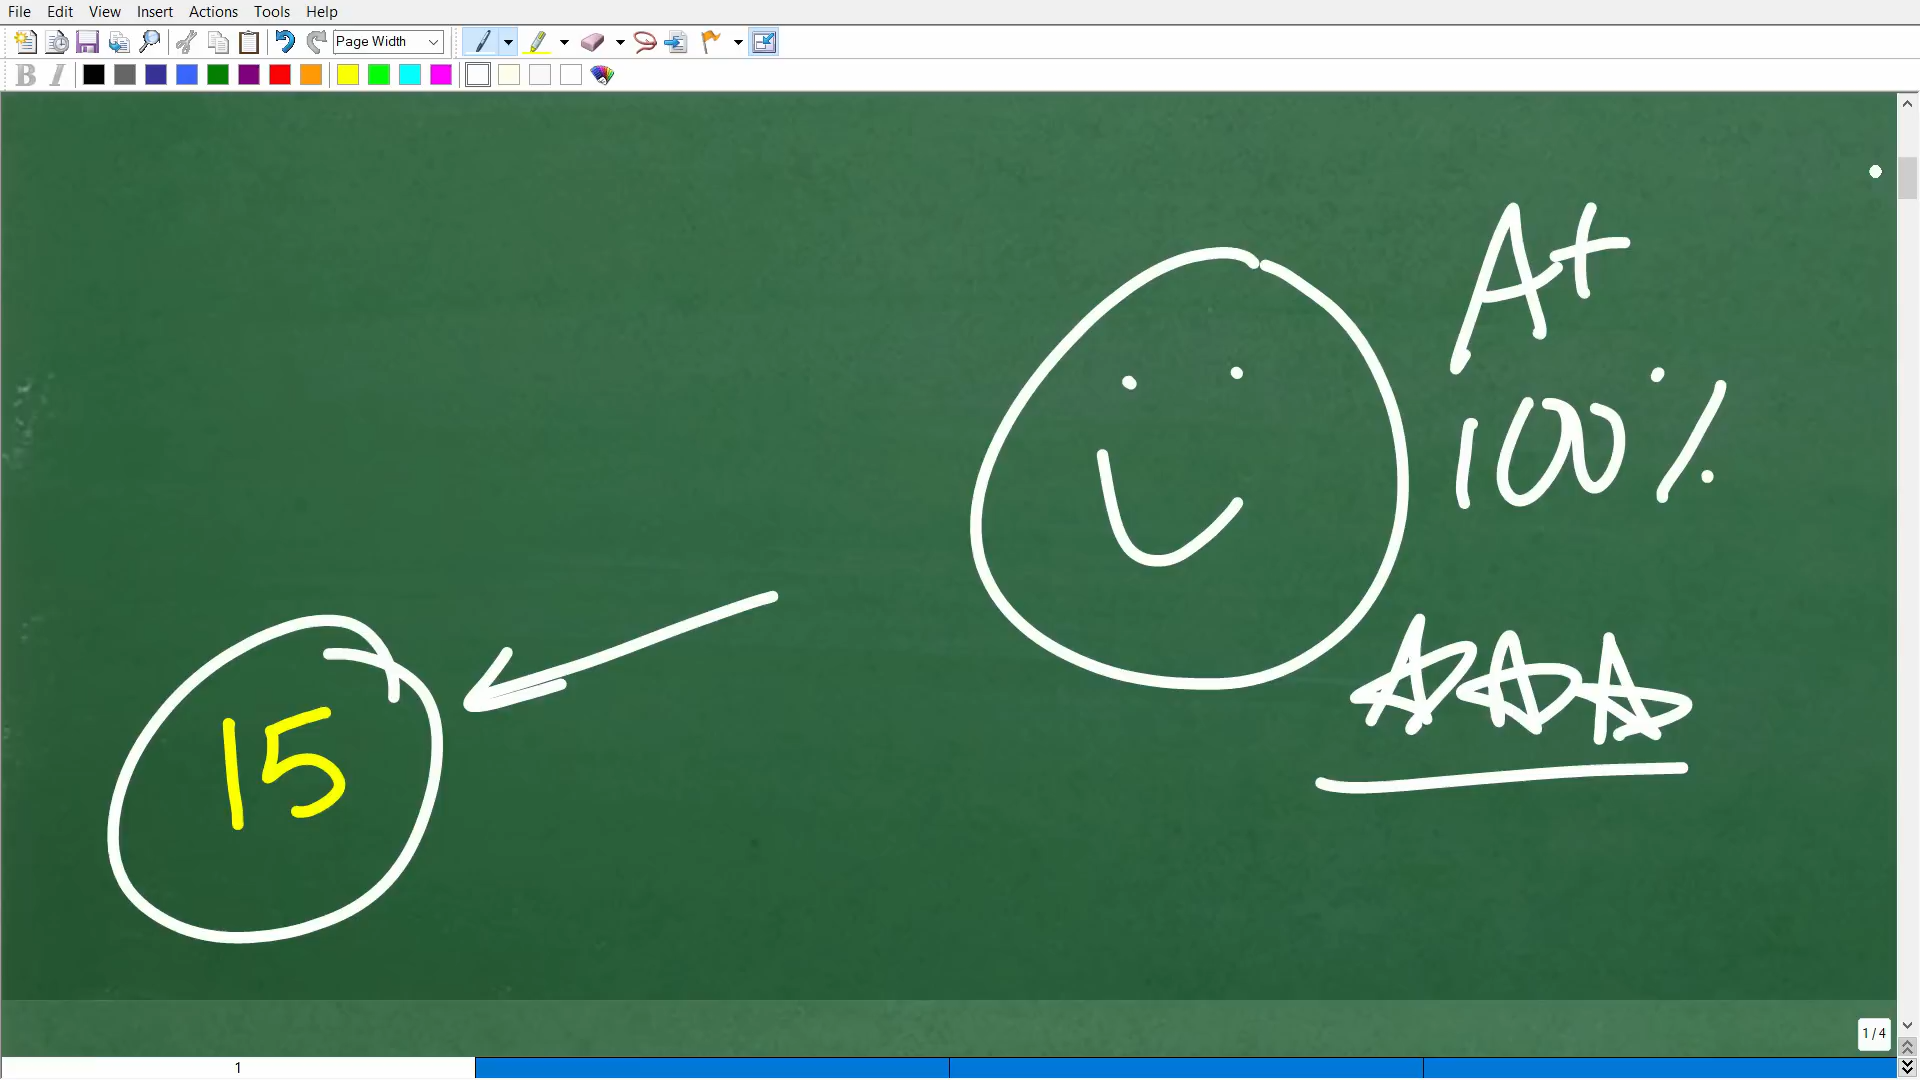 File Edit View Insert Actions Tools Help
Page Width
B I
A+
100%
15
1/4
1